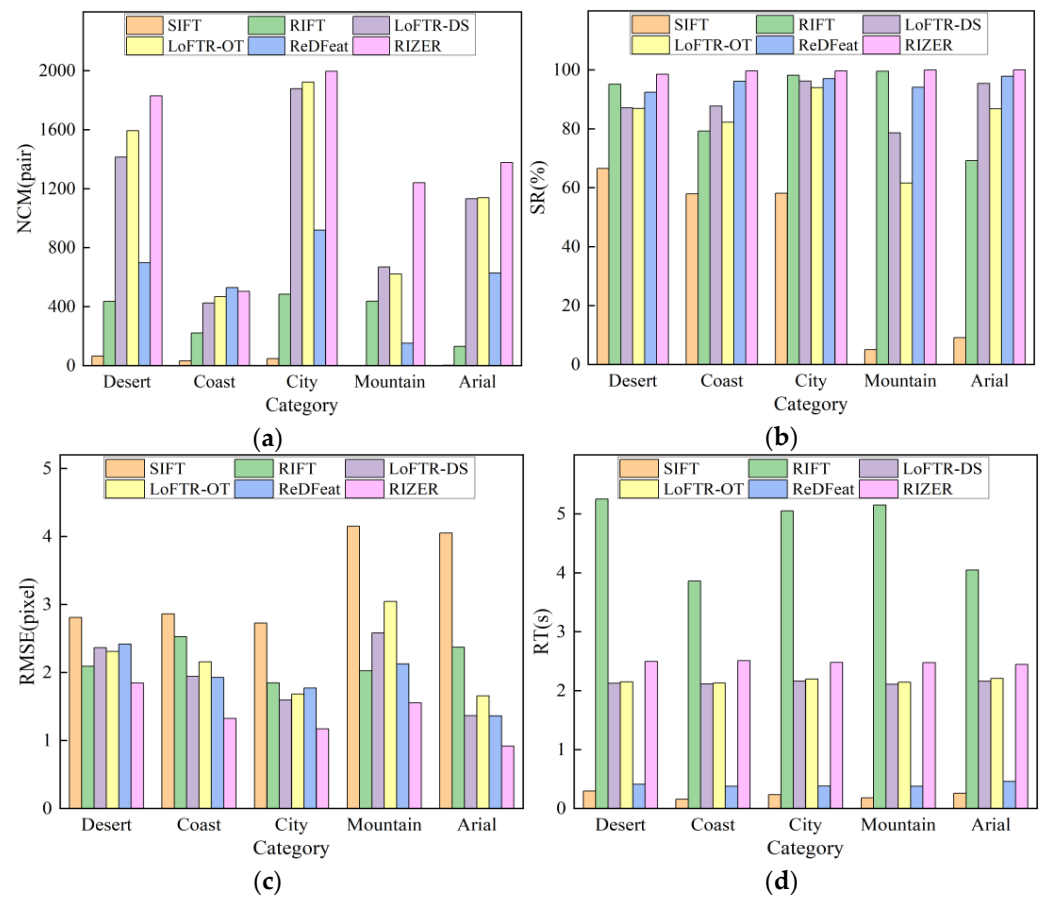 SIFT RIFT LoFTR-DS
LoFTR-OT ReDFeat RIZER
2000
1600
1200
800
400
0
NCM(pair)
Desert Coast City Mountain Arial
Category
(a)
SIFT RIFT LoFTR-DS
LoFTR-OT ReDFeat RIZER
100
80
60
40
20
0
SR(%)
Desert Coast City Mountain Arial
Category
(b)
SIFT RIFT LoFTR-DS
LoFTR-OT ReDFeat RIZER
5
4
3
2
1
0
RMSE(pixel)
Desert Coast City Mountain Arial
Category
(c)
SIFT RIFT LoFTR-DS
LoFTR-OT ReDFeat RIZER
5
4
3
2
1
0
RT(s)
Desert Coast City Mountain Arial
Category
(d)